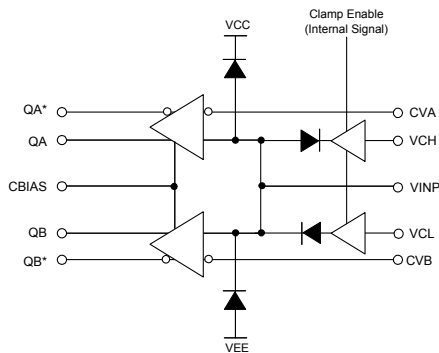 Clamp Enable
(Internal Signal)
VCC
QA*
CVA
QA
VCH
CBIAS
VINP
QB
VCL
QB*
CVB
VEE